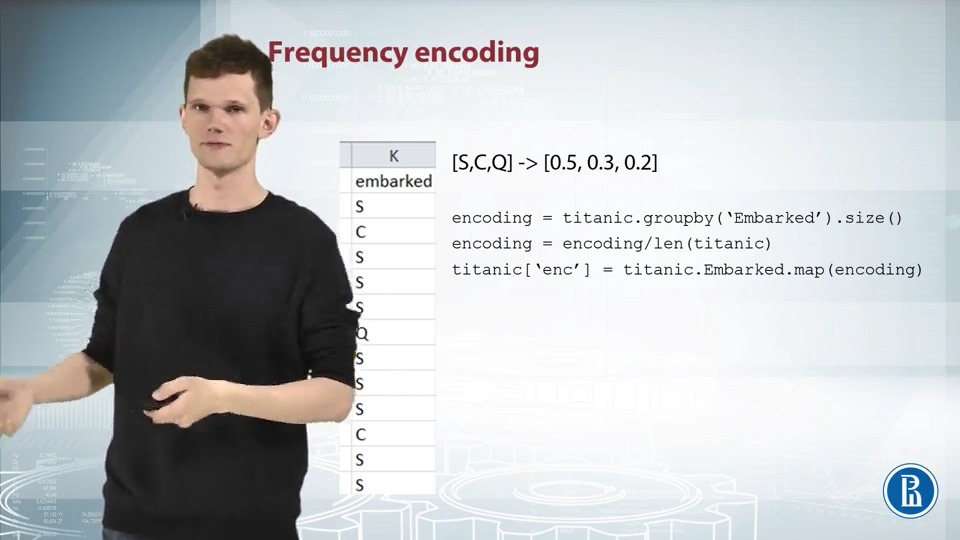 Frequency encoding
K
embarked
S
C
S
S
S
Q
S
S
S
C
S
S
[S,C,Q] -> [0.5, 0.3, 0.2]
encoding = titanic.groupby(‘Embarked’).size()
encoding = encoding/len(titanic)
titanic[‘enc’] = titanic.Embarked.map(encoding)